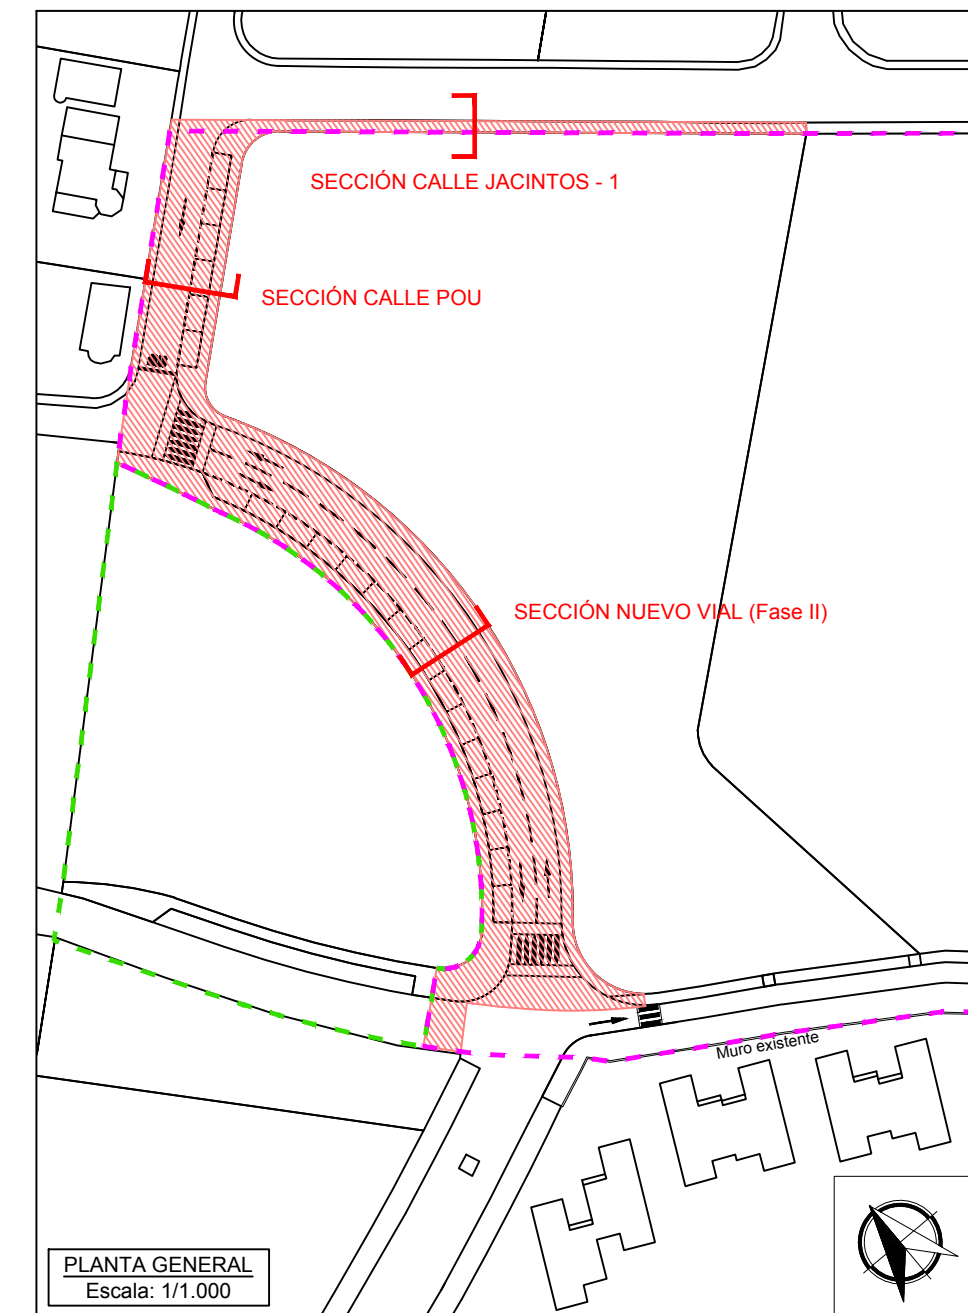 SECCIÓN CALLE JACINTOS - 1
SECCIÓN CALLE POU
SECCIÓN NUEVO VIAL (Fase II)
Muro existente
PLANTA GENERAL
Escala: 1/1.000